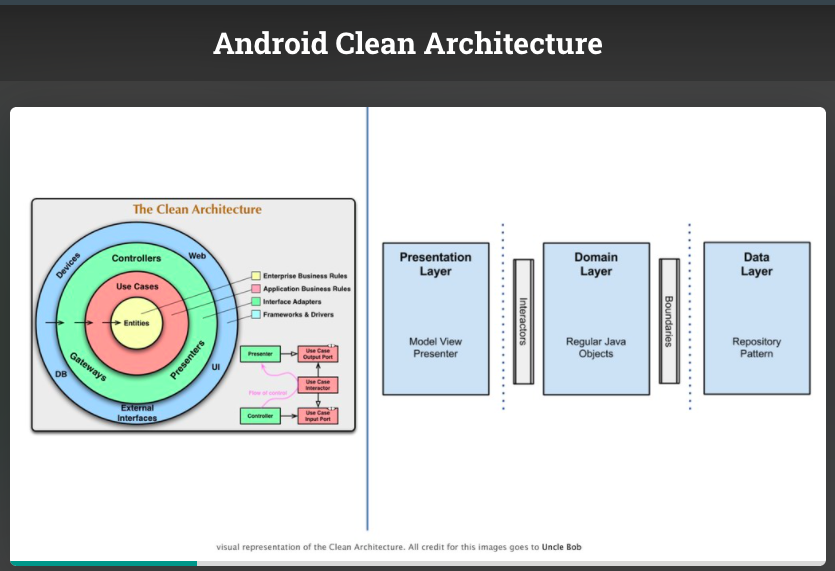 Android Clean Architecture
The Clean Architecture
Devices
Controllers
Web
Use Cases
Entities
Gateways
Presenters
DB
UI
External
Interfaces
Enterprise Business Rules
Application Business Rules
Interface Adapters
Frameworks & Drivers
Presenter
Use Case
Output Port
Use Case
Interactor
Flow of control
Controller
Use Case
Input Port
Presentation
Layer
Model View
Presenter
Interactors
Domain
Layer
Regular Java
Objects
Boundaries
Data
Layer
Repository
Pattern
visual representation of the Clean Architecture. All credit for this images goes to Uncle Bob